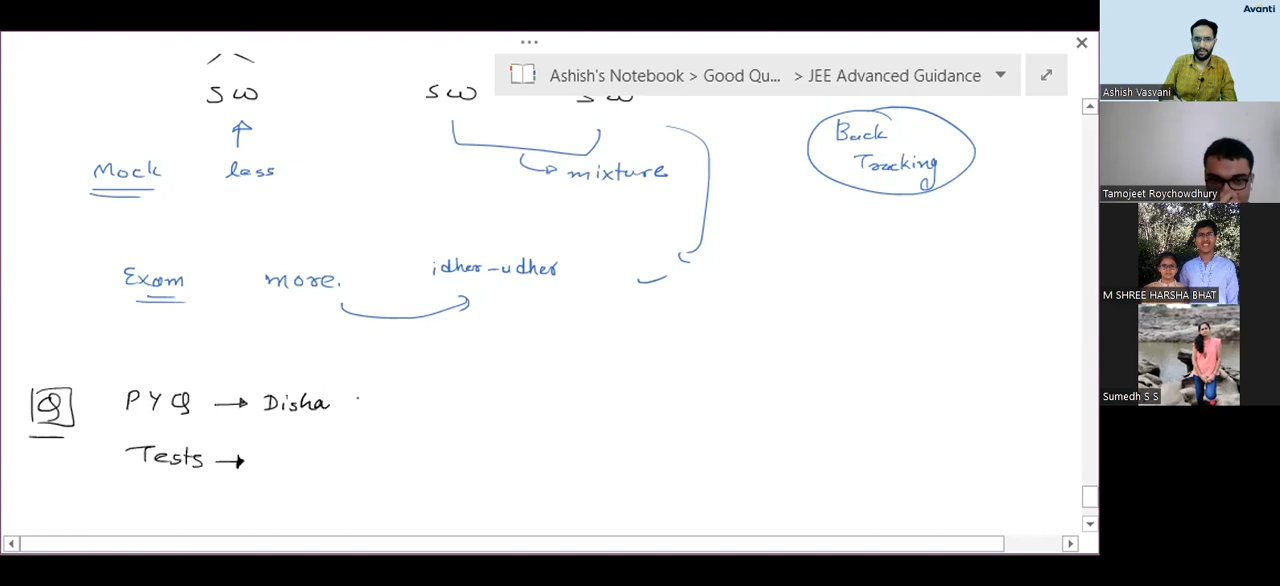 Avanti
Ashish's Notebook > Good Qu... > JEE Advanced Guidance
Ashish Vasvani
SW SW SW
Back
Tracking
Mock less mixture
Tamojeet Roychowdhury
Exam more. idher-udher
M SHREE HARSHA BHAT
Q PYQ → Disha
Sumedh S S
Tests →